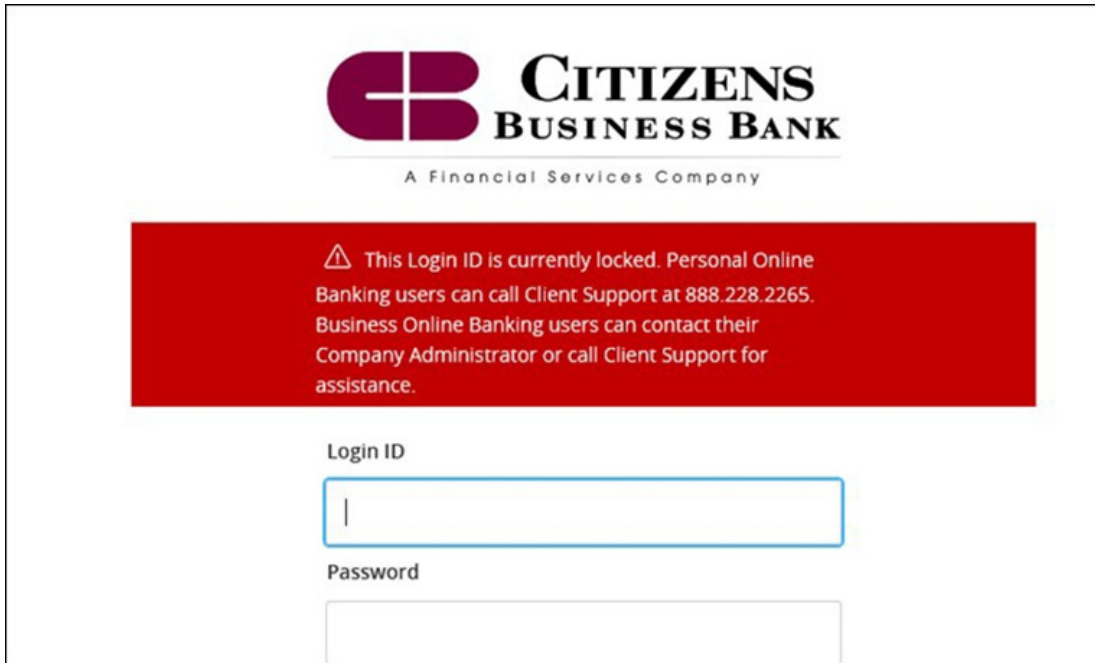 CITIZENS
BUSINESS BANK
A Financial Services Company
This Login ID is currently locked. Personal Online
Banking users can call Client Support at 888.228.2265.
Business Online Banking users can contact their
Company Administrator or call Client Support for
assistance.
Login ID
Password